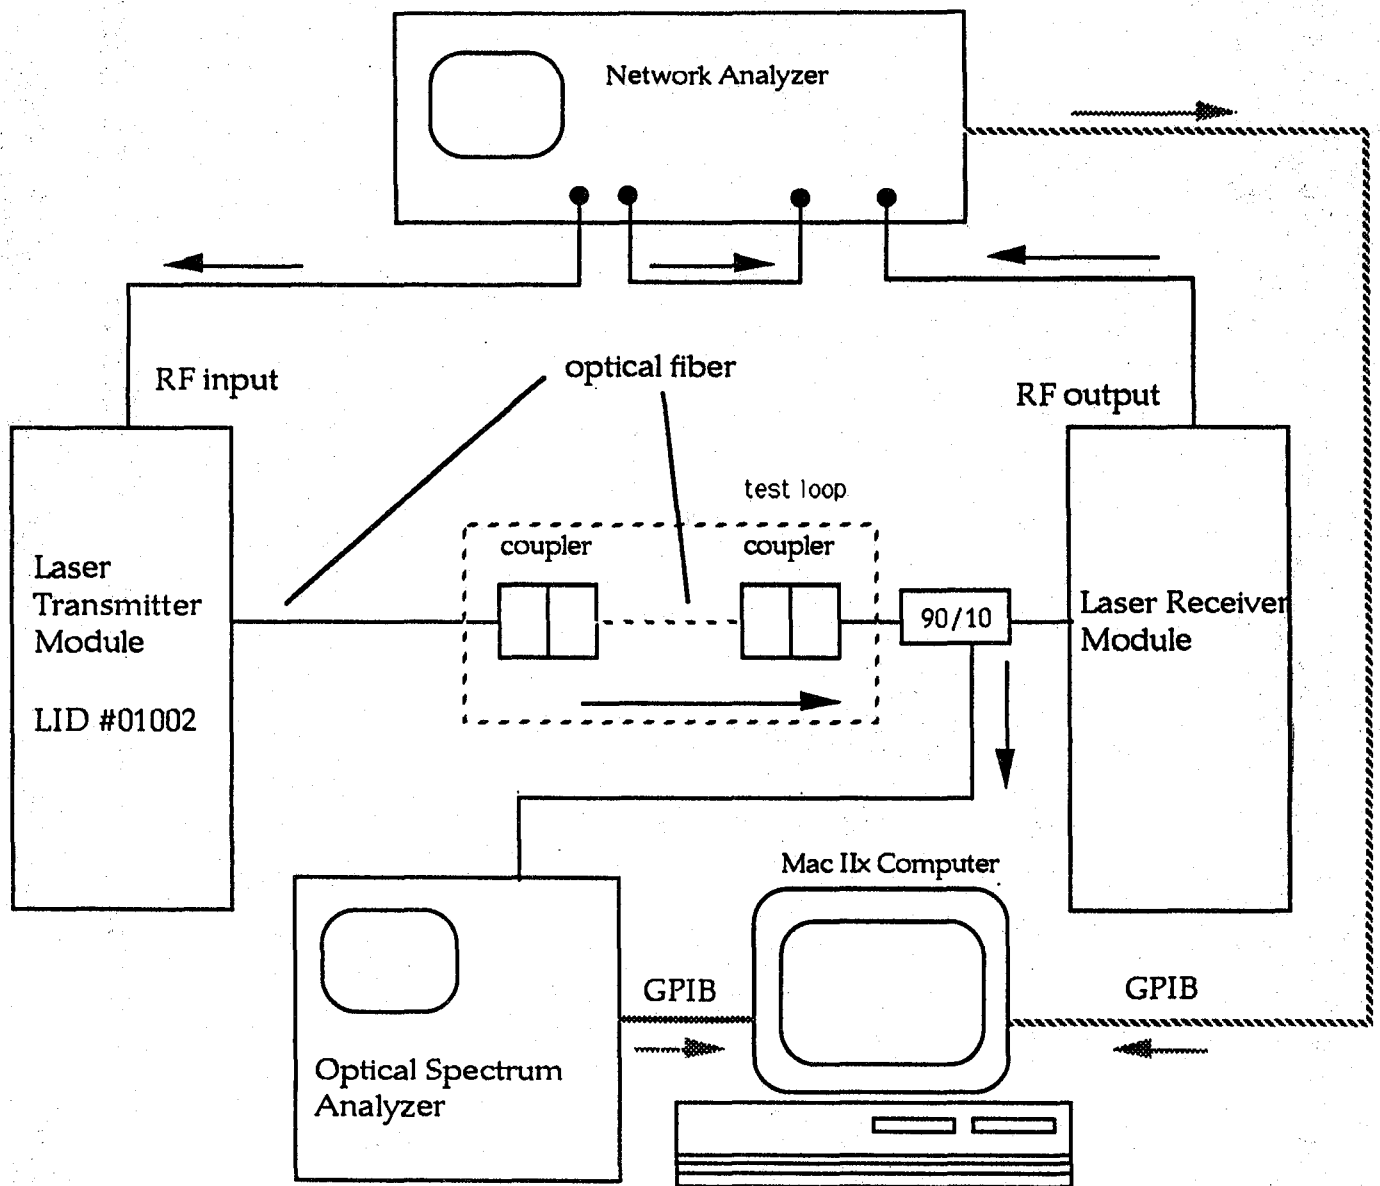 Network Analyzer
RF input
optical fiber
RF output
test loop
coupler
coupler
Laser
Transmitter
Module
LID #01002
90/10
Laser Receiver
Module
Mac IIx Computer
GPIB
GPIB
Optical Spectrum
Analyzer